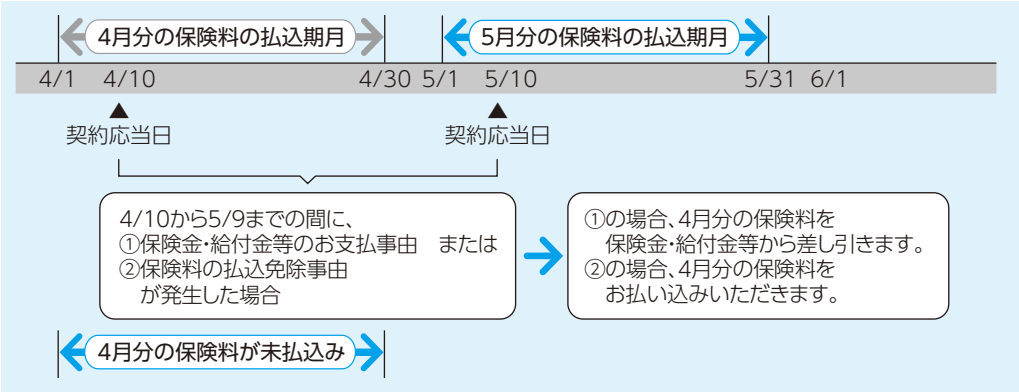 4月分の保険料の払込期月
5月分の保険料の払込期月
4/1 4/10 4/30 5/1 5/10 5/31 6/1
▲ ▲
契約応当日 契約応当日
4/10から5/9までの間に、
①保険金・給付金等のお支払事由 または
②保険料の払込免除事由
が発生した場合
①の場合、4月分の保険料を
保険金・給付金等から差し引きます。
②の場合、4月分の保険料を
お払い込みいただきます。
4月分の保険料が未払込み